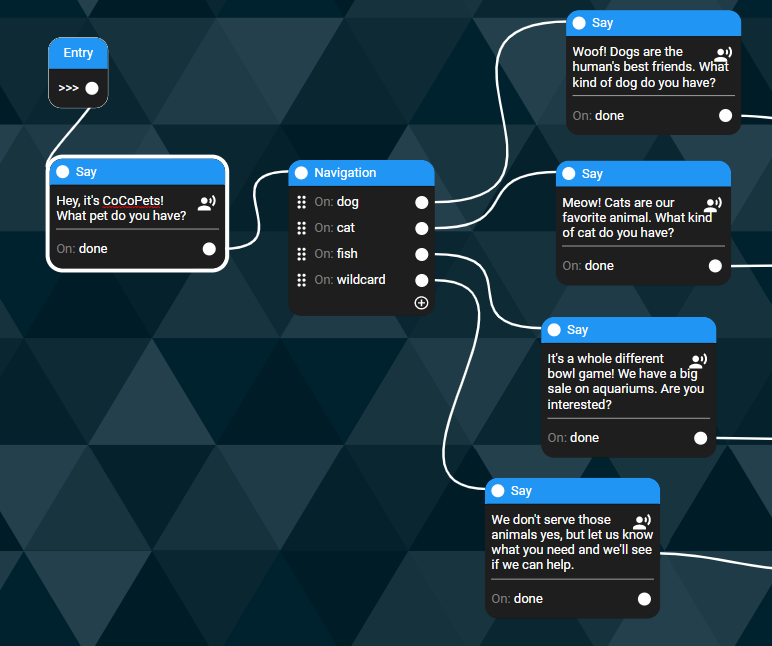 Entry
>>>
Say
Hey, it's CoCoPets!
What pet do you have?
On: done
Navigation
On: dog
On: cat
On: fish
On: wildcard
Say
Woof! Dogs are the
human's best friends. What
kind of dog do you have?
On: done
Say
Meow! Cats are our
favorite animal. What kind
of cat do you have?
On: done
Say
It's a whole different
bowl game! We have a big
sale on aquariums. Are you
interested?
On: done
Say
We don't serve those
animals yes, but let us know
what you need and we'll see
if we can help.
On: done